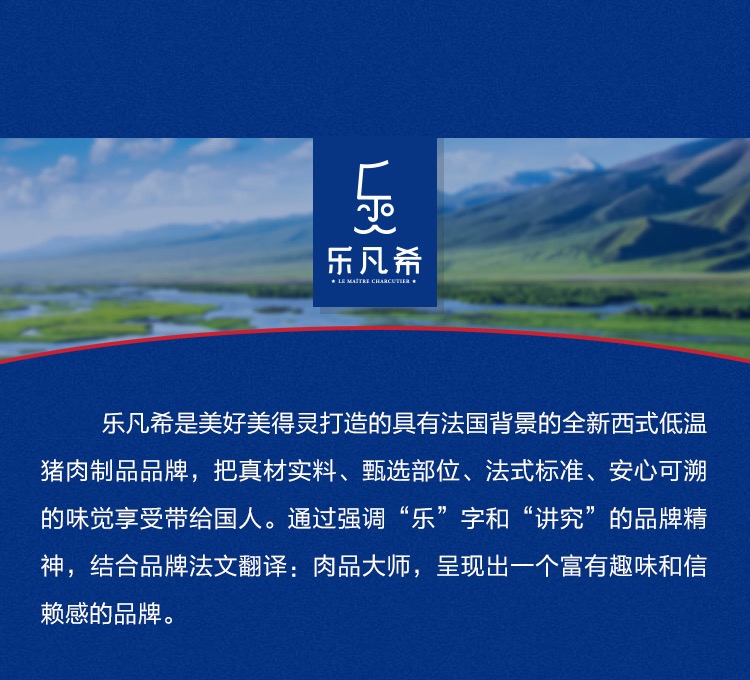 乐凡希
★ LE MAÎTRE CHARCUTIER ★
乐凡希是美好美得灵打造的具有法国背景的全新西式低温
猪肉制品品牌，把真材实料、甄选部位、法式标准、安心可溯
的味觉享受带给国人。通过强调“乐”字和“讲究”的品牌精
神，结合品牌法文翻译：肉品大师，呈现出一个富有趣味和信
赖感的品牌。